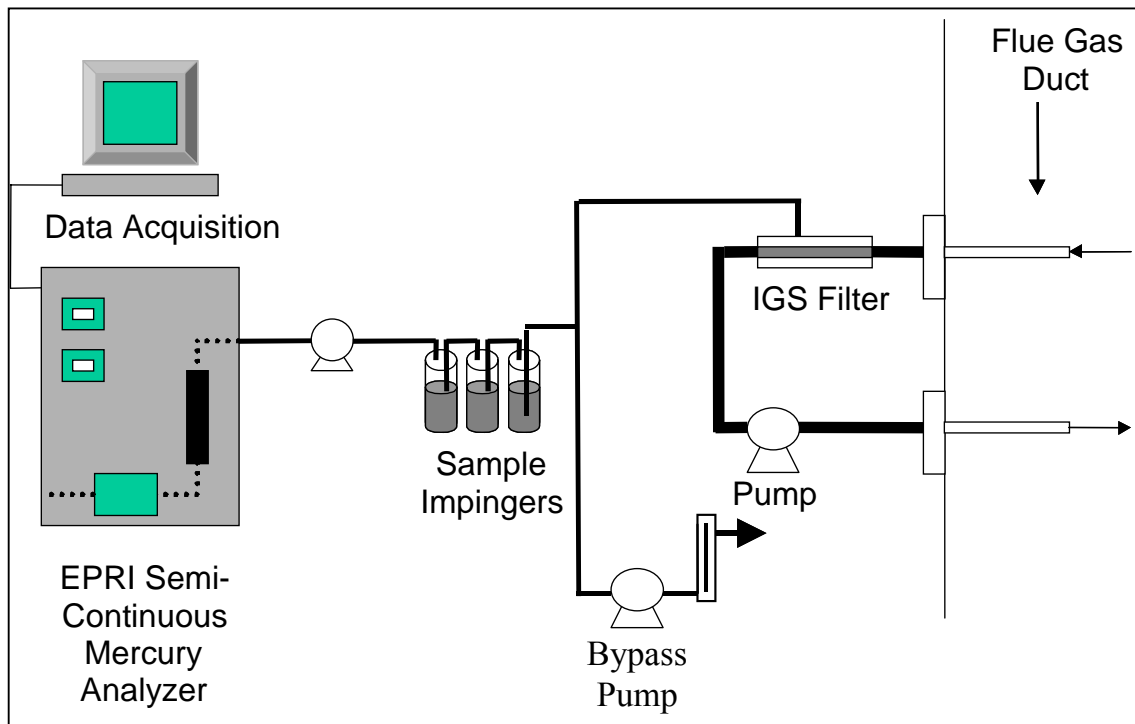 Flue Gas
Duct
Data Acquisition
IGS Filter
Sample
Impingers
Pump
EPRI Semi-
Continuous
Mercury
Analyzer
Bypass
Pump